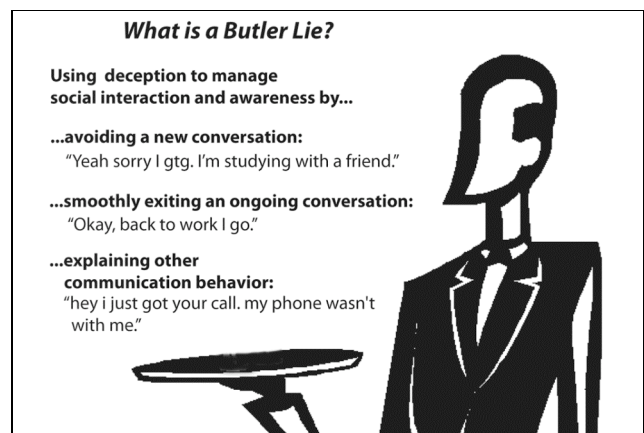 What is a Butler Lie?
Using deception to manage
social interaction and awareness by...
...avoiding a new conversation:
“Yeah sorry I gtg. I’m studying with a friend.”
...smoothly exiting an ongoing conversation:
“Okay, back to work I go.”
...explaining other
communication behavior:
“hey i just got your call. my phone wasn't
with me.”